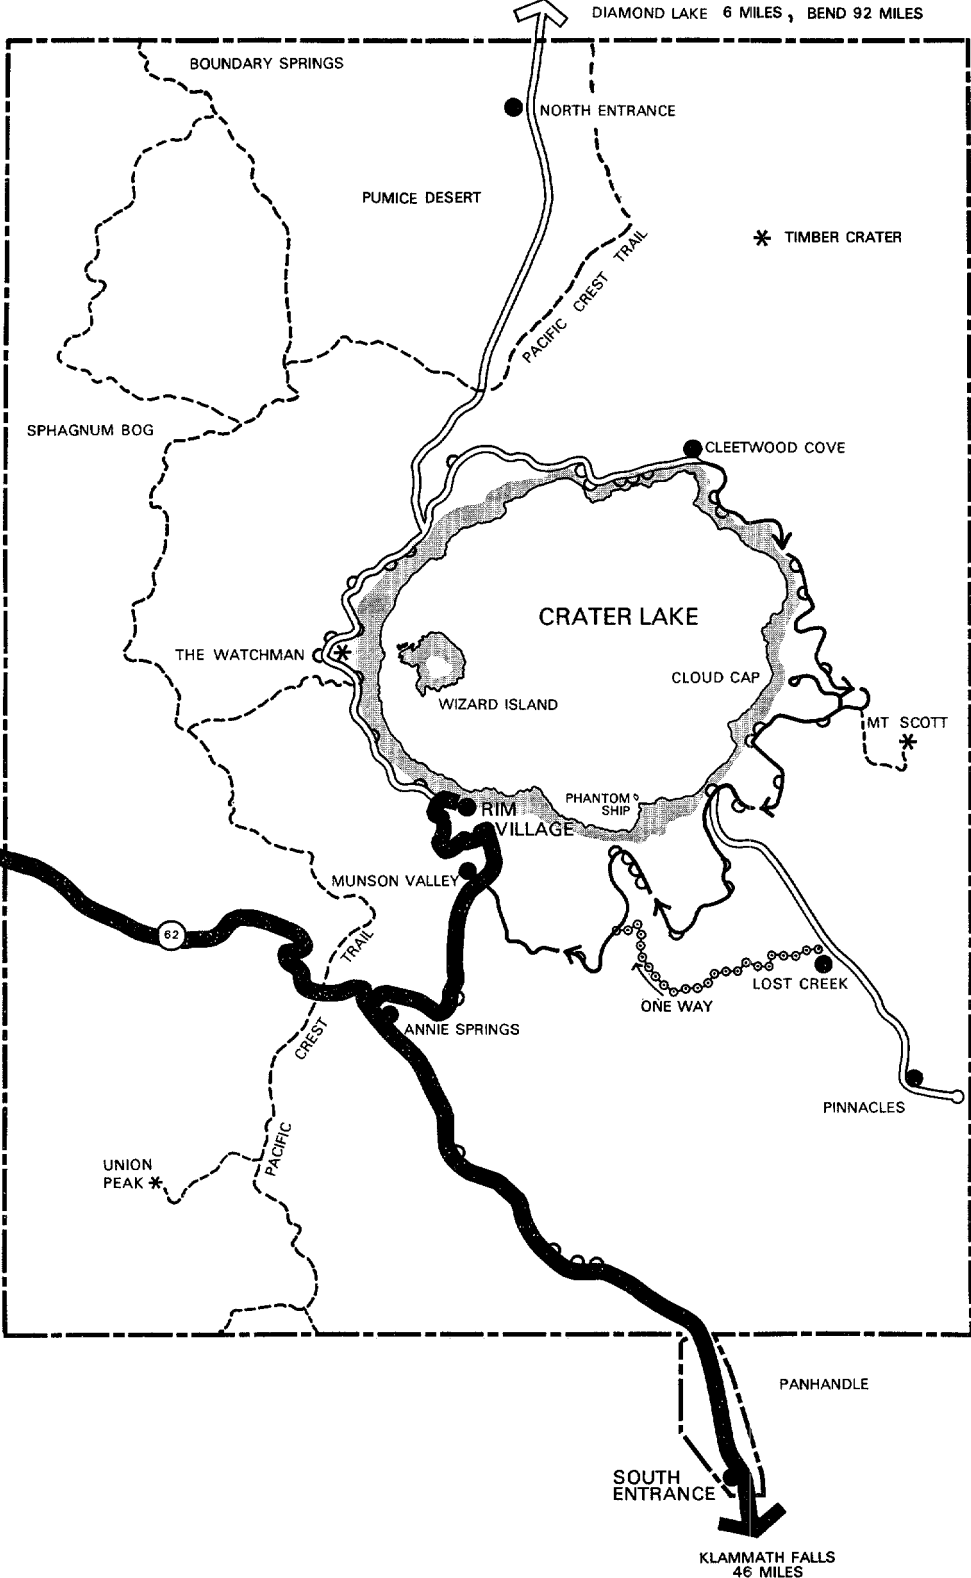 DIAMOND LAKE 6 MILES, BEND 92 MILES
BOUNDARY SPRINGS
NORTH ENTRANCE
PUMICE DESERT
TIMBER CRATER
PACIFIC CREST TRAIL
SPHAGNUM BOG
CLEETWOOD COVE
CRATER LAKE
THE WATCHMAN
CLOUD CAP
WIZARD ISLAND
MT SCOTT
PHANTOM
SHIP
RIM
VILLAGE
MUNSON VALLEY
62
TRAIL
LOST CREEK
ONE WAY
ANNIE SPRINGS
CREST
PINNACLES
PACIFIC
UNION
PEAK
PANHANDLE
SOUTH
ENTRANCE
KLAMMATH FALLS
46 MILES